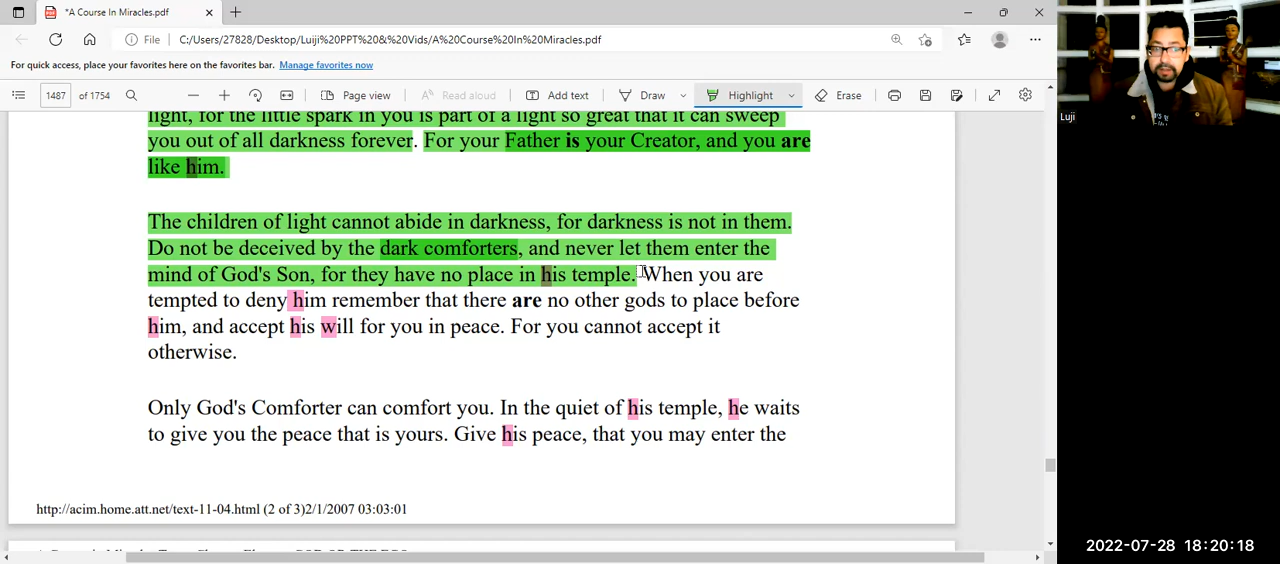 *A Course In Miracles.
File
C:/Users/27828/Desktop/Luiji%20PPT%20&%20Vids/A%20Course%20In%20Miracles.pdf
For quick access, place your favorites here on the favorites bar. Manage favorites now
1487 of 1754 Page view Read aloud Add text Draw Highlight Erase
light, for the little spark in you is part of a light so great that it can sweep
you out of all darkness forever. For your Father is your Creator, and you are
like him.
The children of light cannot abide in darkness, for darkness is not in them.
Do not be deceived by the dark comforters, and never let them enter the
mind of God's Son, for they have no place in his temple. When you are
tempted to deny him remember that there are no other gods to place before
him, and accept his will for you in peace. For you cannot accept it
otherwise.
Only God's Comforter can comfort you. In the quiet of his temple, he waits
to give you the peace that is yours. Give his peace, that you may enter the
http://acim.home.att.net/text-11-04.html (2 of 3)2/1/2007 03:03:01
Luji
2022-07-28 18:20:18